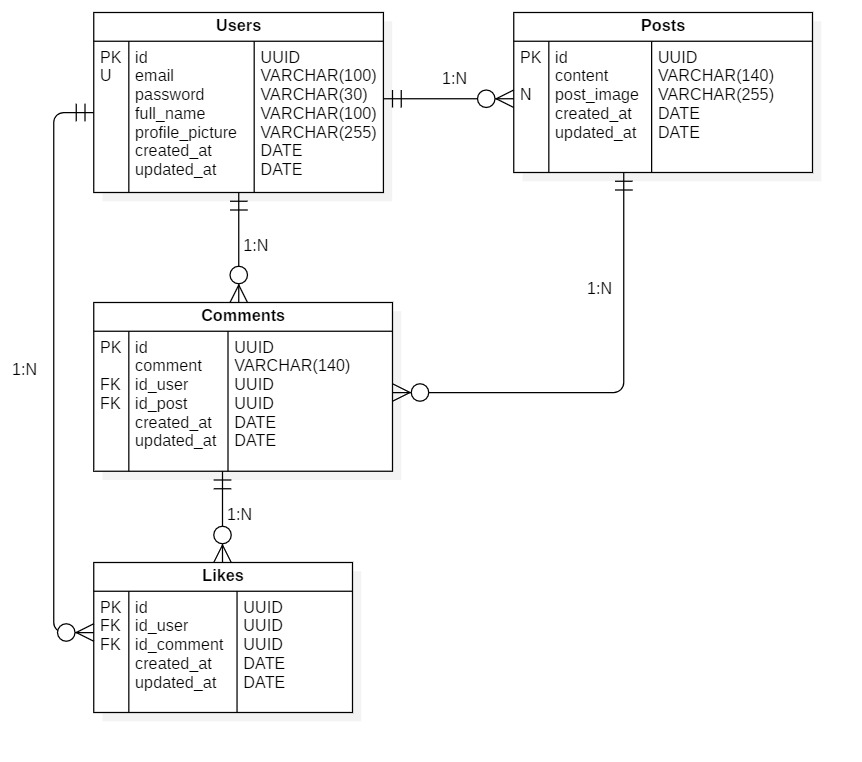 Users
PK id UUID
U email VARCHAR(100)
password VARCHAR(30)
full_name VARCHAR(100)
profile_picture VARCHAR(255)
created_at DATE
updated_at DATE
1:N
Posts
PK id UUID
content VARCHAR(140)
N post_image VARCHAR(255)
created_at DATE
updated_at DATE
1:N
1:N
Comments
PK id UUID
comment VARCHAR(140)
FK id_user UUID
FK id_post UUID
created_at DATE
updated_at DATE
1:N
1:N
Likes
PK id UUID
FK id_user UUID
FK id_comment UUID
created_at DATE
updated_at DATE